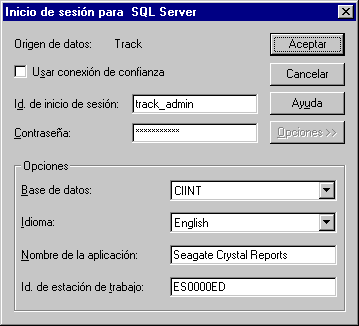 Inicio de sesión para SQL Server
Origen de datos: Track
Aceptar
Usar conexión de confianza
Cancelar
Id. de inicio de sesión: track_admin
Ayuda
Contraseña: ***********
Opciones >>
Opciones
Base de datos: CIINT
Idioma: English
Nombre de la aplicación: Seagate Crystal Reports
Id. de estación de trabajo: ES0000ED